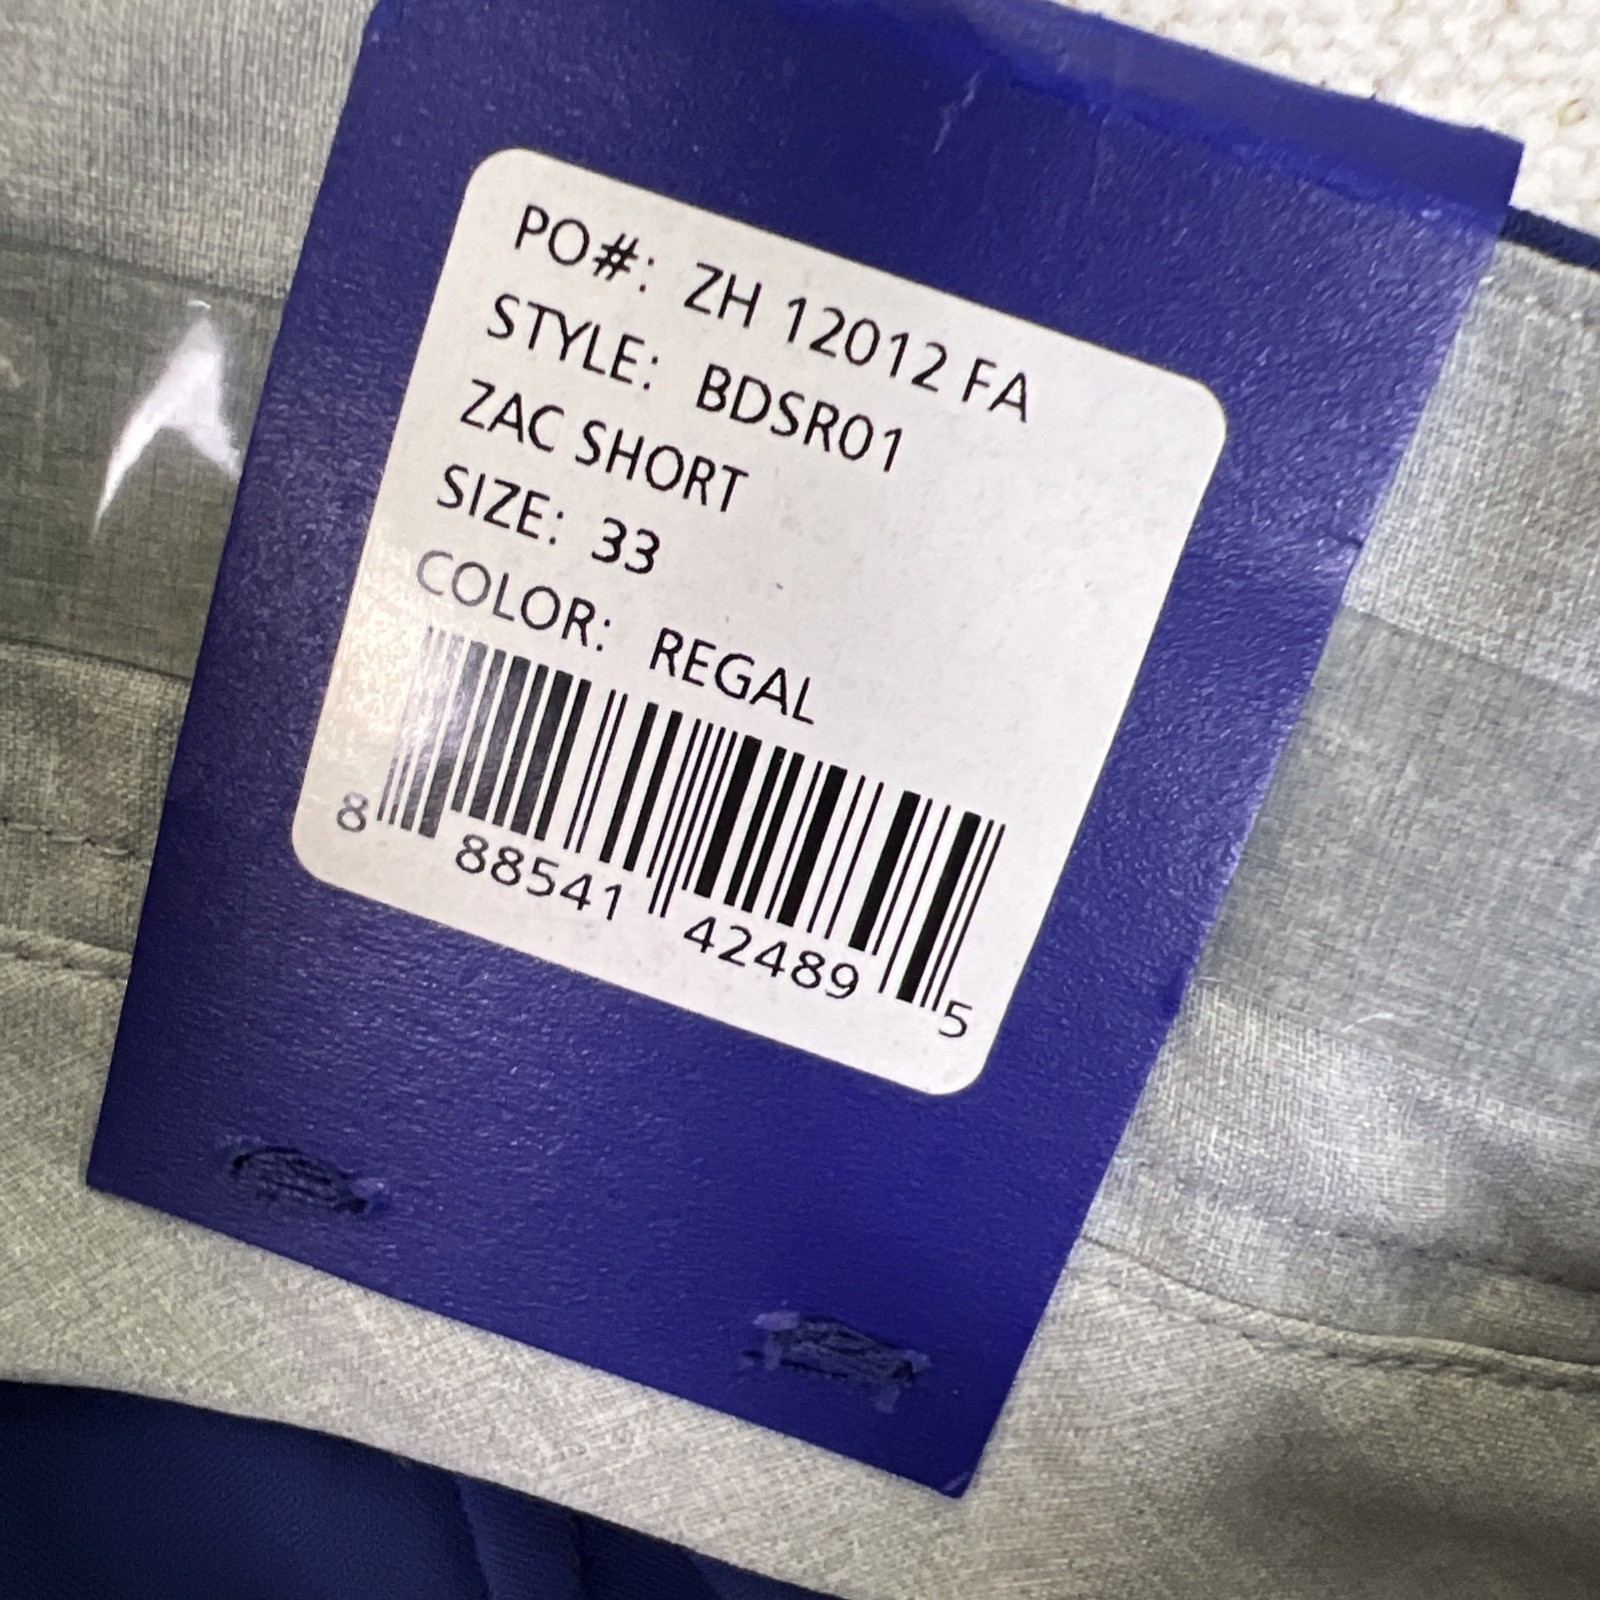 PO#: ZH 12012 FA
STYLE: BDSR01
ZAC SHORT
SIZE: 33
COLOR: REGAL
8 88541 42489 5